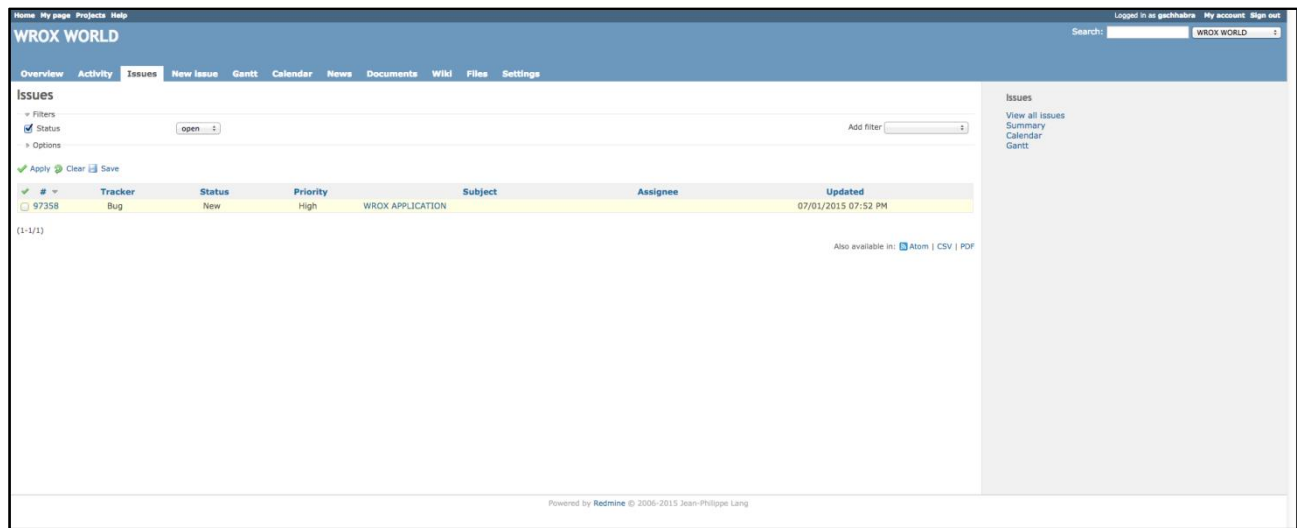 Home My page Projects Help Logged in as gschhabra My account Sign out
WROX WORLD Search: WROX WORLD
Overview Activity Issues New issue Gantt Calendar News Documents Wiki Files Settings
Issues
Filters
Status open Add filter
Options
Apply Clear Save
# Tracker Status Priority Subject Assignee Updated
97358 Bug New High WROX APPLICATION 07/01/2015 07:52 PM
(1-1/1)
Also available in: Atom | CSV | PDF
Issues
View all issues
Summary
Calendar
Gantt
Powered by Redmine © 2006-2015 Jean-Philippe Lang